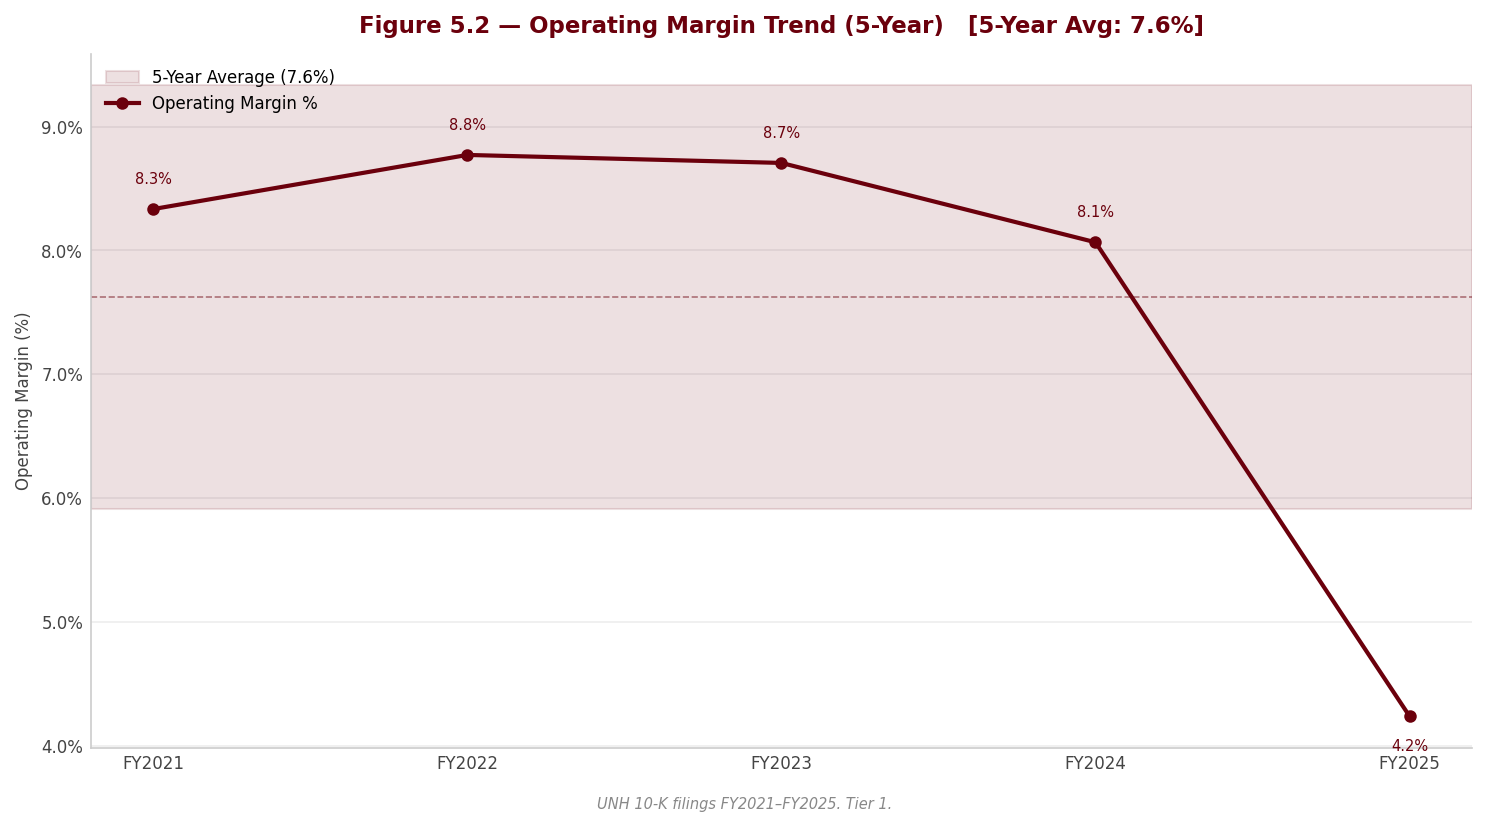 Figure 5.2 — Operating Margin Trend (5-Year)   [5-Year Avg: 7.6%]
5-Year Average (7.6%)
Operating Margin %
Operating Margin (%)
9.0%
8.0%
7.0%
6.0%
5.0%
4.0%
8.3%
8.8%
8.7%
8.1%
4.2%
FY2021
FY2022
FY2023
FY2024
FY2025
UNH 10-K filings FY2021–FY2025. Tier 1.